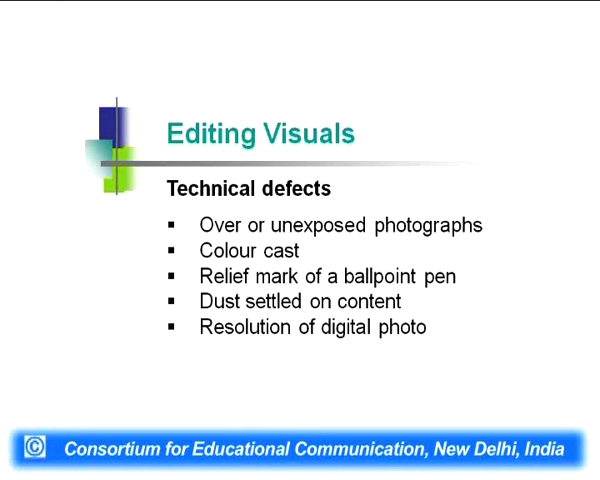 Editing Visuals
Technical defects
▪ Over or unexposed photographs
▪ Colour cast
▪ Relief mark of a ballpoint pen
▪ Dust settled on content
▪ Resolution of digital photo
© Consortium for Educational Communication, New Delhi, India